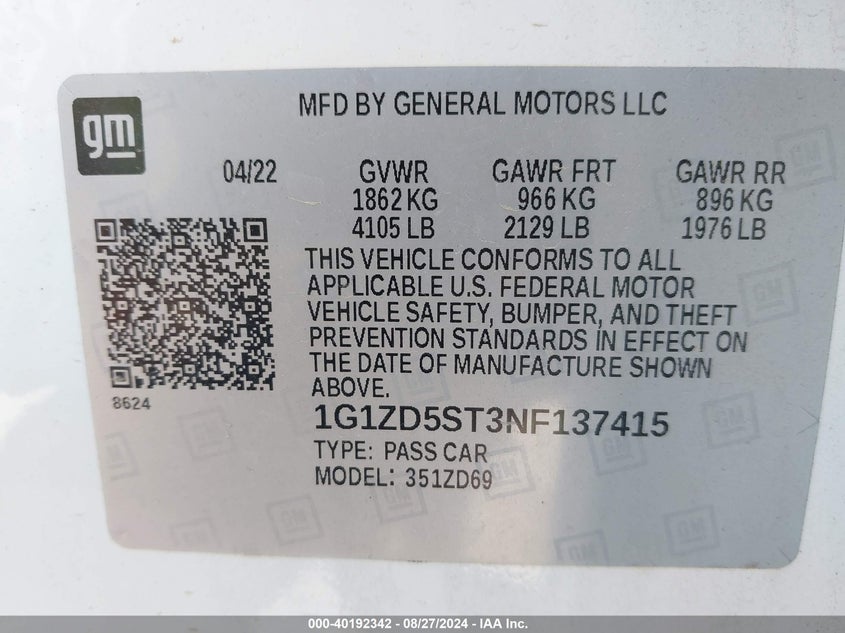 gm
MFD BY GENERAL MOTORS LLC
04/22 GVWR GAWR FRT GAWR RR
1862 KG 966 KG 896 KG
4105 LB 2129 LB 1976 LB
THIS VEHICLE CONFORMS TO ALL
APPLICABLE U.S. FEDERAL MOTOR
VEHICLE SAFETY, BUMPER, AND THEFT
PREVENTION STANDARDS IN EFFECT ON
THE DATE OF MANUFACTURE SHOWN
ABOVE.
8624
1G1ZD5ST3NF137415
TYPE: PASS CAR
MODEL: 351ZD69
000-40192342 - 08/27/2024 - IAA Inc.